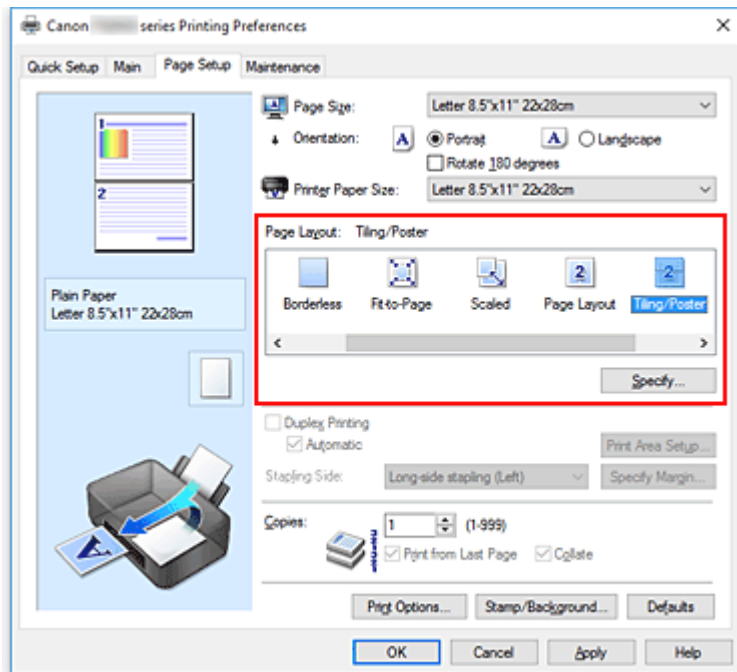 Canon series Printing Preferences
Quick Setup Main Page Setup Maintenance
1
2
Plain Paper
Letter 8.5"x11" 22x28cm
Page Size: Letter 8.5"x11" 22x28cm
Orientation: A Portrait A Landscape
Rotate 180 degrees
Printer Paper Size: Letter 8.5"x11" 22x28cm
Page Layout: Tiling/Poster
2 2
Borderless Fit-to-Page Scaled Page Layout Tiling/Poster
Specify...
Duplex Printing
Automatic Print Area Setup...
Stapling Side: Long-side stapling (Left) Specify Margin...
Copies: 1 (1-999)
Print from Last Page Collate
Print Options... Stamp/Background... Defaults
OK Cancel Apply Help